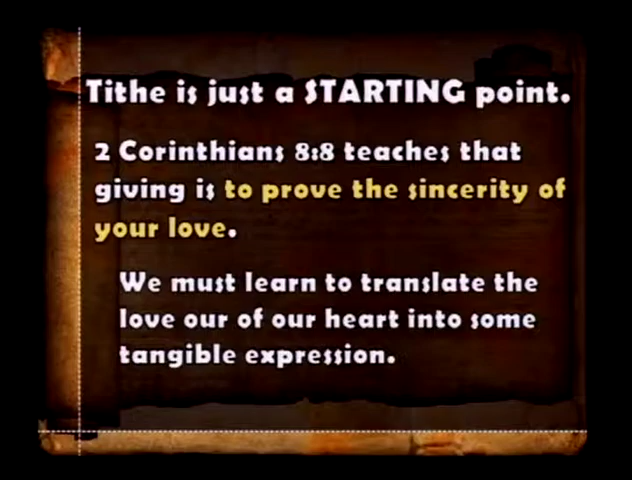 Tithe is just a STARTING point.
2 Corinthians 8:8 teaches that
giving is to prove the sincerity of
your love.
We must learn to translate the
love our of our heart into some
tangible expression.